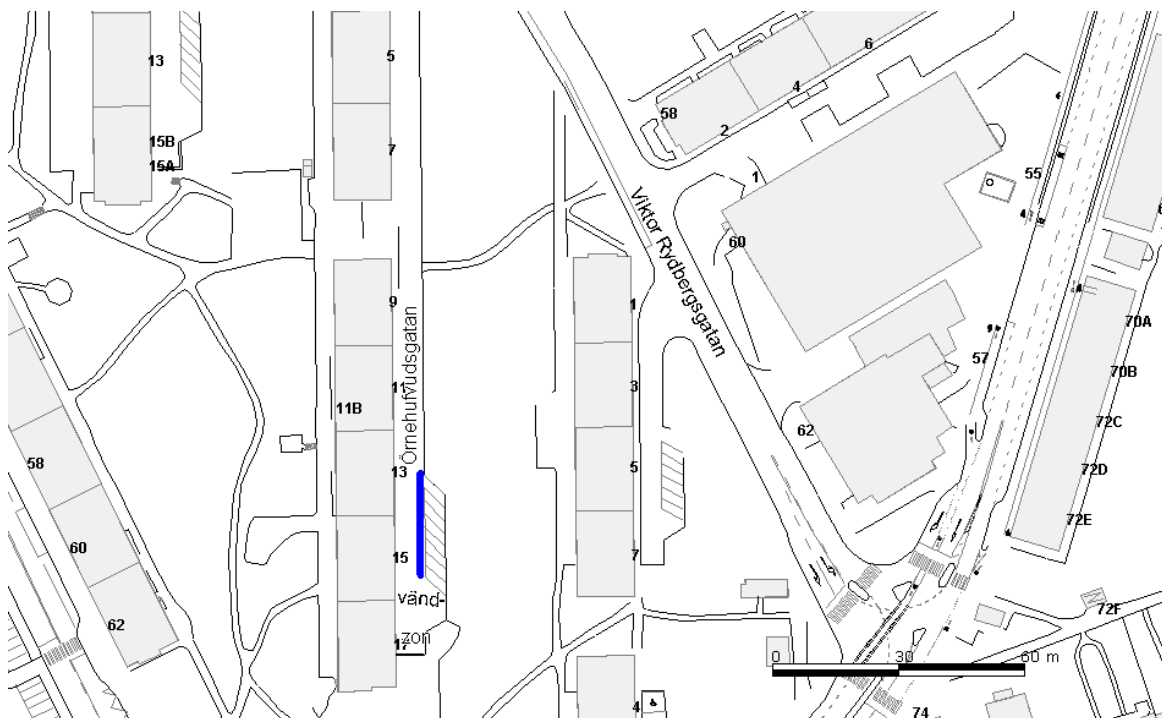 13
15B
15A
5
7
9
11
11B
13
15
17
Örnehufvudsgatan
vänd-
zon
58
60
62
1
3
5
7
4
Viktor Rydbergsgatan
58
2
4
6
1
60
62
55
57
70A
70B
72C
72D
72E
72F
74
0 30 60 m